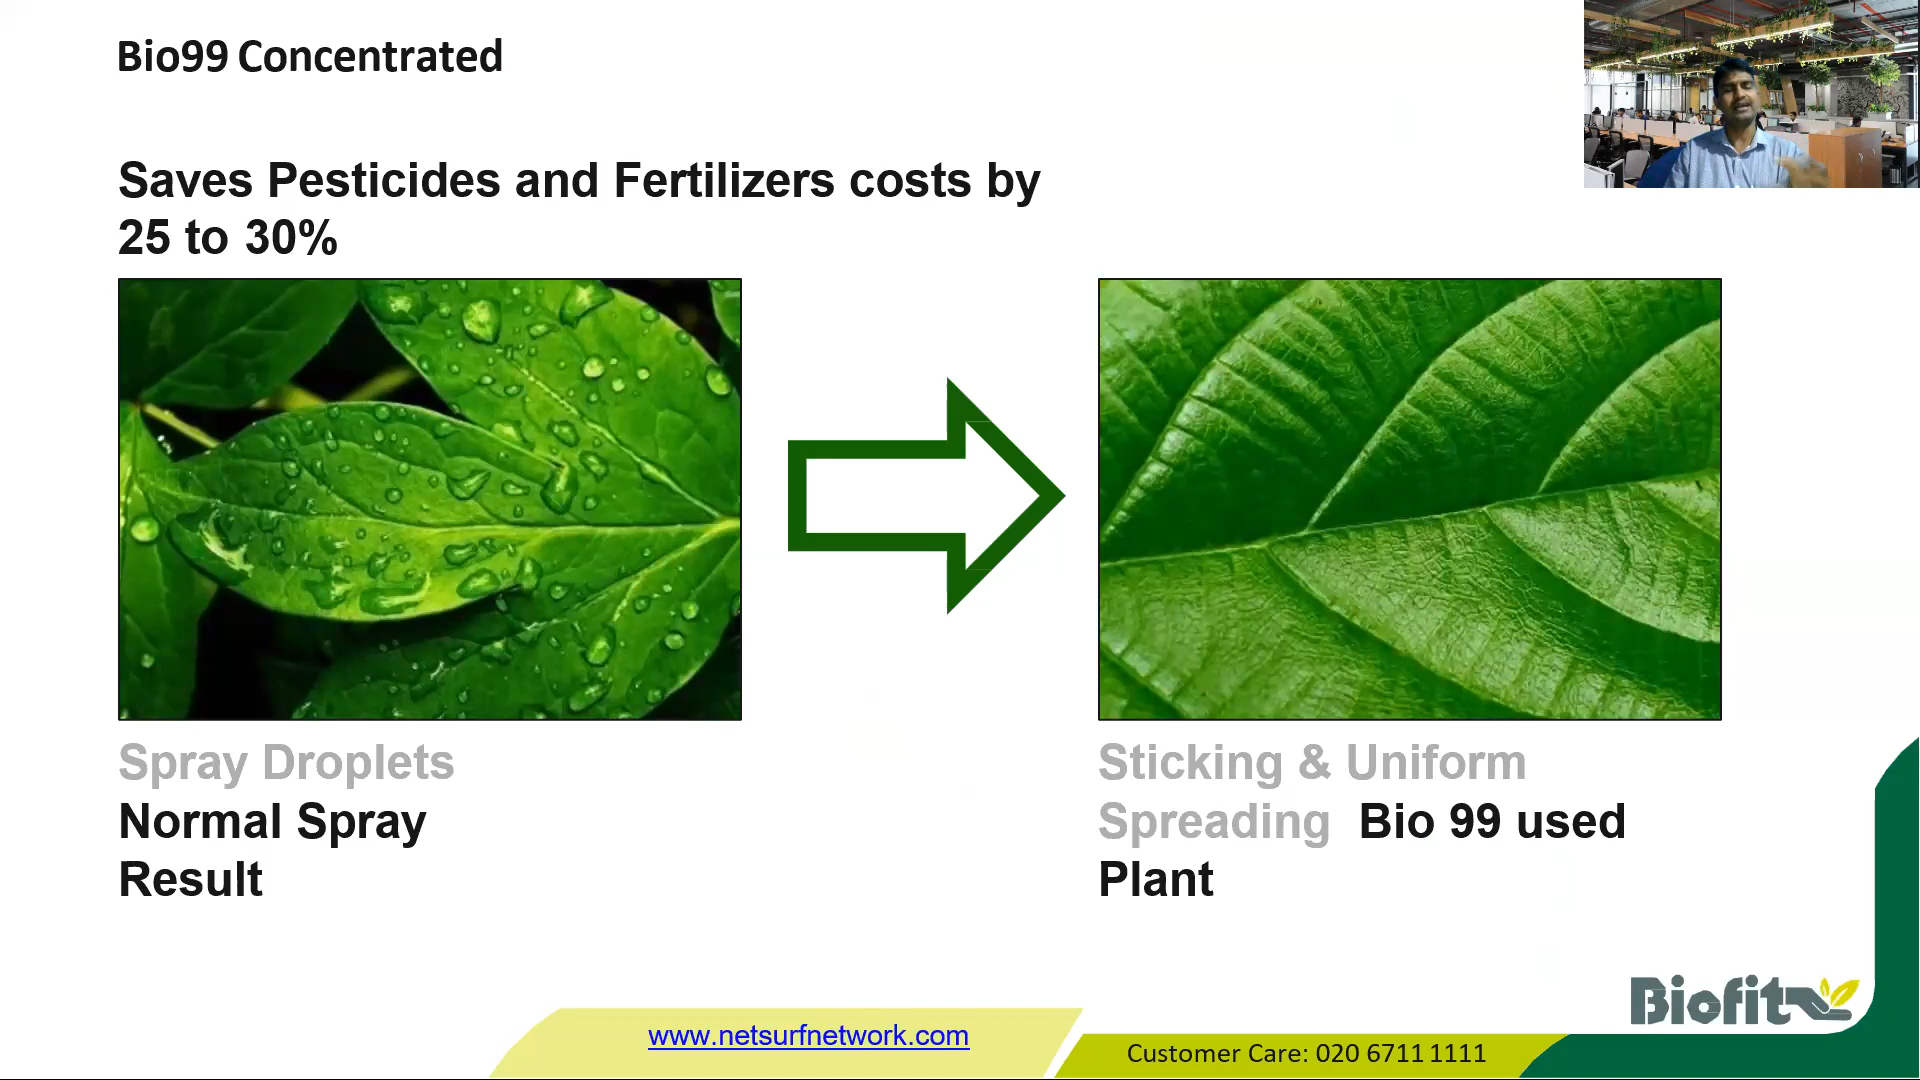 Bio99 Concentrated
Saves Pesticides and Fertilizers costs by
25 to 30%
Spray Droplets
Normal Spray
Result
Sticking & Uniform
Spreading Bio 99 used
Plant
Biofit
www.netsurfnetwork.com
Customer Care: 020 6711 1111